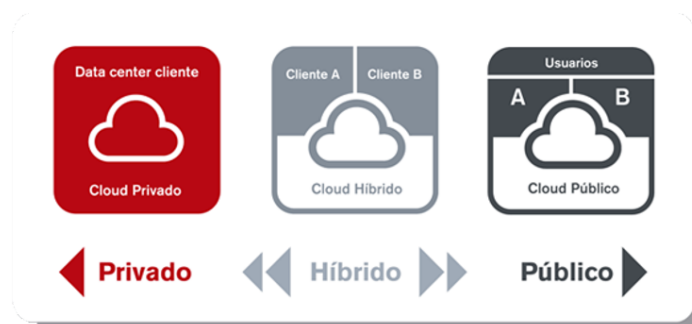 Data center cliente
Cloud Privado
Cliente A
Cliente B
Cloud Híbrido
Usuarios
A
B
Cloud Público
Privado
Híbrido
Público